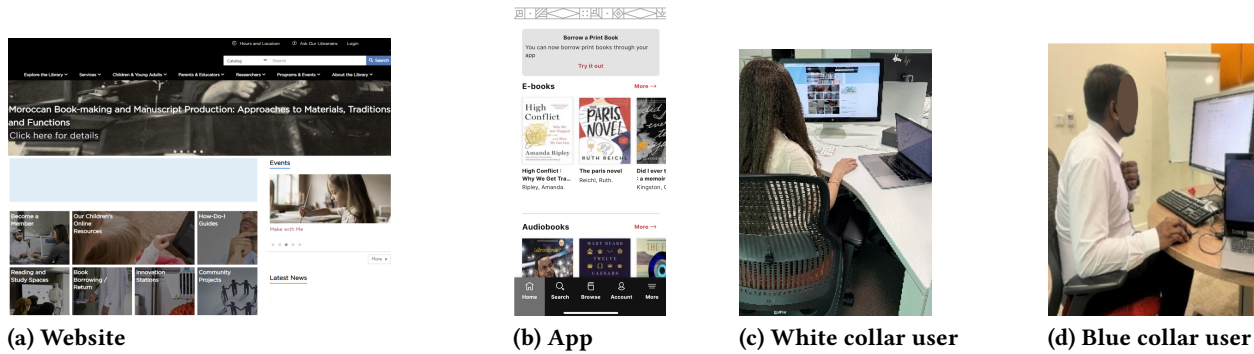 Hours and Location Ask Our Librarians Login
Catalog Search Search
Explore the Library Services Children & Young Adults Parents & Educators Researchers Programs & Events About the Library
Moroccan Book-making and Manuscript Production: Approaches to Materials, Traditions
and Functions
Click here for details
Events
Make with Me
More
Latest News
Become a
Member
Our Children's
Online
Resources
How-Do-I
Guides
Reading and
Study Spaces
Book
Borrowing /
Return
Innovation
Stations
Community
Projects
(a) Website
Borrow a Print Book
You can now borrow print books through your
app
Try it out
E-books More →
High
Conflict
Amanda Ripley
PARIS
NOVEL
RUTH REICHL
High Conflict :
Why We Get Tra...
Ripley, Amanda.
The paris novel
Reichl, Ruth.
Did I ever t
: a memoir
Kingston, C
Audiobooks More →
MARY BEARD
TWELVE
CAESARS
Home Search Browse Account More
(b) App
(c) White collar user
(d) Blue collar user